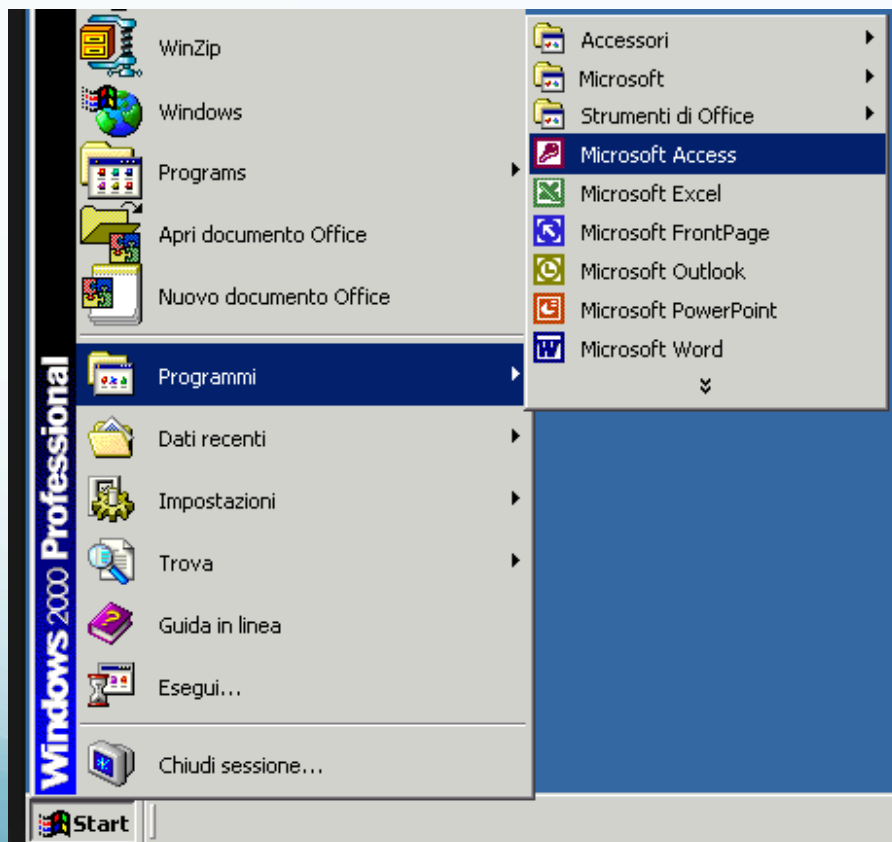 WinZip
Windows
Programs
Apri documento Office
Nuovo documento Office
Programmi
Dati recenti
Impostazioni
Trova
Guida in linea
Esegui...
Chiudi sessione...
Windows 2000 Professional
Start
Accessori
Microsoft
Strumenti di Office
Microsoft Access
Microsoft Excel
Microsoft FrontPage
Microsoft Outlook
Microsoft PowerPoint
Microsoft Word